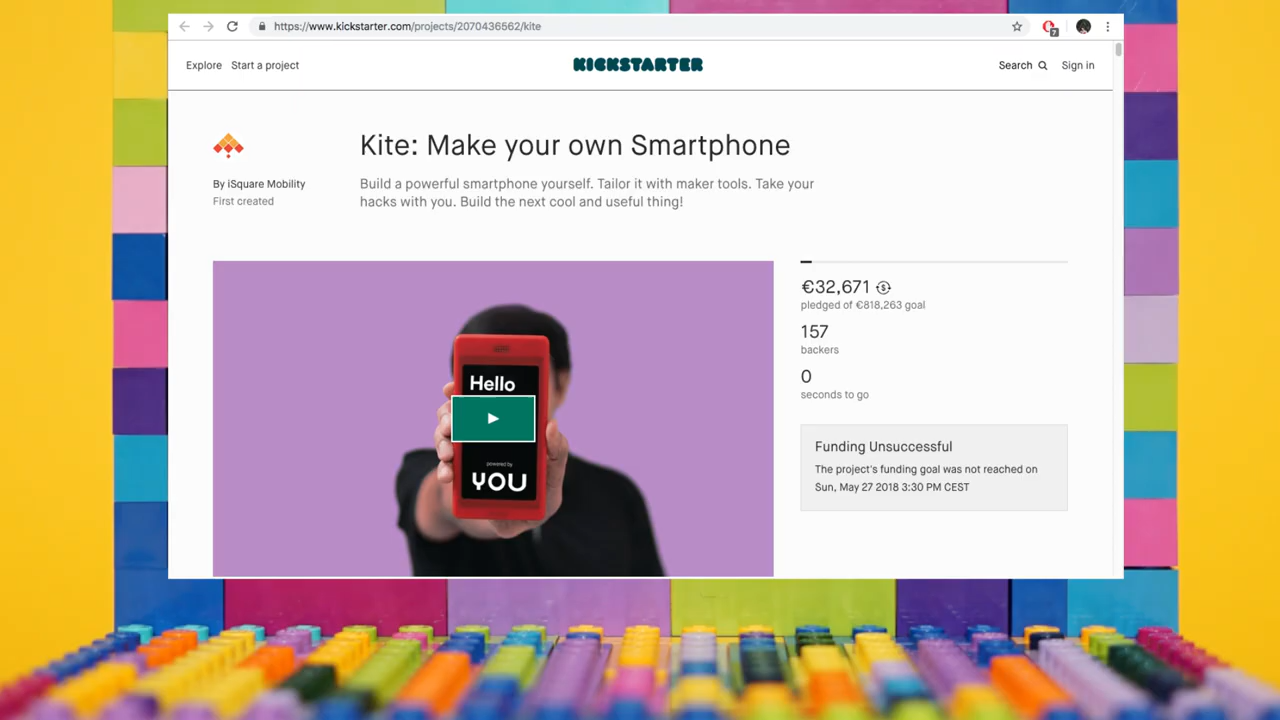 https://www.kickstarter.com/projects/2070436562/kite
7
Explore Start a project
KICKSTARTER
Search Sign in
Kite: Make your own Smartphone
By iSquare Mobility
First created
Build a powerful smartphone yourself. Tailor it with maker tools. Take your
hacks with you. Build the next cool and useful thing!
Hello
powered by
YOU
€32,671
pledged of €818,263 goal
157
backers
0
seconds to go
Funding Unsuccessful
The project's funding goal was not reached on
Sun, May 27 2018 3:30 PM CEST